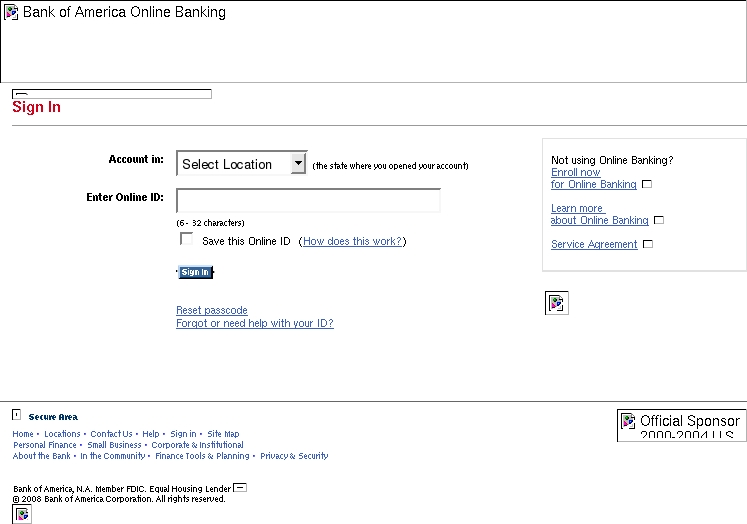 Bank of America Online Banking
Sign In
Account in:
Select Location
(the state where you opened your account)
Enter Online ID:
(6 - 32 characters)
Save this Online ID (How does this work?)
Sign In
Reset passcode
Forgot or need help with your ID?
Not using Online Banking?
Enroll now
for Online Banking
Learn more
about Online Banking
Service Agreement
Secure Area
Home • Locations • Contact Us • Help • Sign in • Site Map
Personal Finance • Small Business • Corporate & Institutional
About the Bank • In the Community • Finance Tools & Planning • Privacy & Security
Official Sponsor
2000-2004 U.S.
Bank of America, N.A. Member FDIC. Equal Housing Lender
© 2008 Bank of America Corporation. All rights reserved.